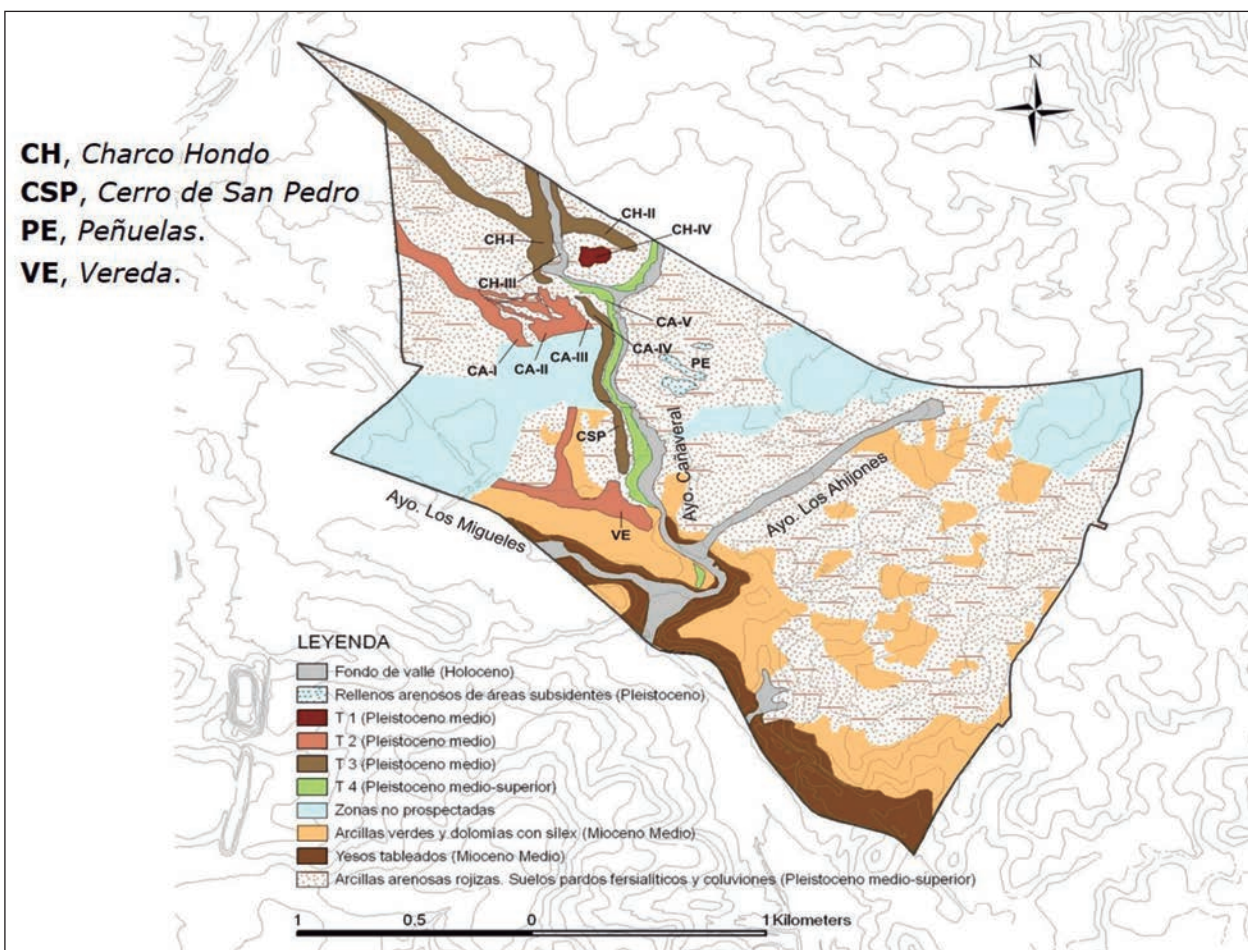 N
CH, Charco Hondo
CSP, Cerro de San Pedro
PE, Peñuelas.
VE, Vereda.
CH-II
CH-IV
CH-I
CH-III
CA-V
CA-IV
CA-III
PE
CA-I
CA-II
CSP
Ayo. Cañaveral
Ayo. Los Ahijones
Ayo. Los Migueles
VE
LEYENDA
Fondo de valle (Holoceno)
Rellenos arenosos de áreas subsidentes (Pleistoceno)
T 1 (Pleistoceno medio)
T 2 (Pleistoceno medio)
T 3 (Pleistoceno medio)
T 4 (Pleistoceno medio-superior)
Zonas no prospectadas
Arcillas verdes y dolomías con sílex (Mioceno Medio)
Yesos tableados (Mioceno Medio)
Arcillas arenosas rojizas. Suelos pardos fersialíticos y coluviones (Pleistoceno medio-superior)
1 0.5 0 1 Kilometers